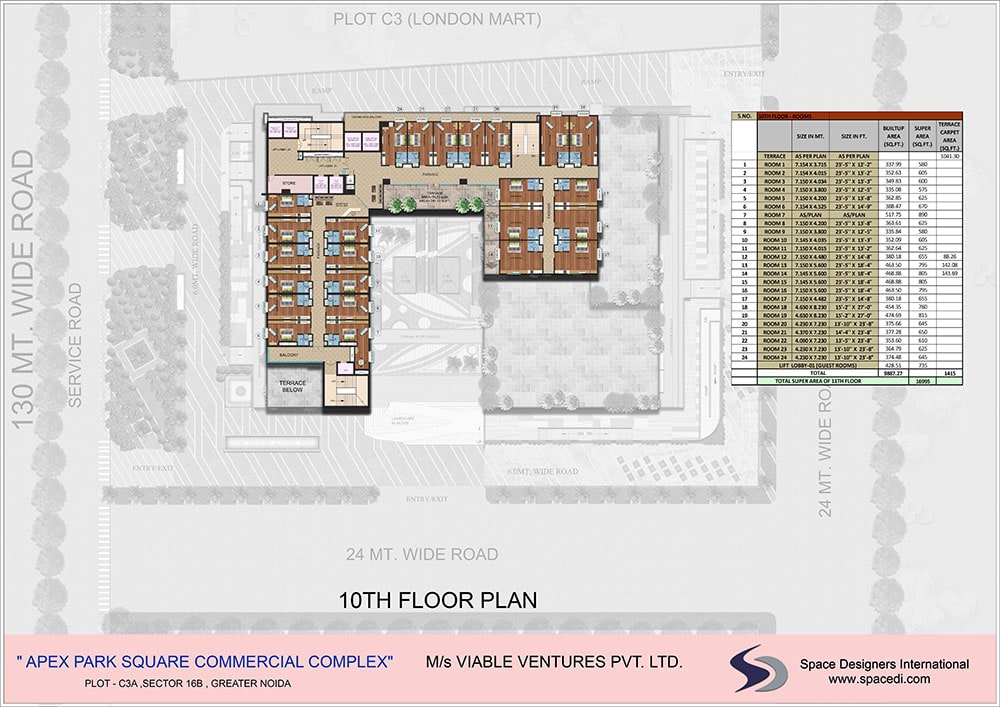 PLOT C3 (LONDON MART)
RAMP
RAMP
ENTRY/EXIT
130 MT. WIDE ROAD
SERVICE ROAD
STORE
PASSAGE
BALCONY
TERRACE
BELOW
ENTRY/EXIT
6.0MT. WIDE ROAD
ENTRY/EXIT
24 MT. WIDE ROAD
24 MT. WIDE ROAD
S.NO. 10TH FLOOR - ROOMS TERRACE CARPET AREA (SQ.FT.)
SIZE IN MT. SIZE IN FT. BUILTUP AREA (SQ.FT.) SUPER AREA (SQ.FT.)
TERRACE AS PER PLAN AS PER PLAN 1041.30
1 ROOM 1 7.154 X 3.715 23'-5" X 12'-2" 337.99 580
2 ROOM 2 7.154 X 4.015 23'-5" X 13'-2" 352.63 605
3 ROOM 3 7.150 X 4.034 23'-5" X 13'-3" 349.83 600
4 ROOM 4 7.150 X 3.800 23'-5" X 12'-5" 335.08 575
5 ROOM 5 7.150 X 4.200 23'-5" X 13'-8" 362.85 625
6 ROOM 6 7.154 X 4.525 23'-5" X 14'-9" 388.47 670
7 ROOM 7 AS/PLAN AS/PLAN 517.75 890
8 ROOM 8 7.150 X 4.200 23'-5" X 13'-8" 363.61 625
9 ROOM 9 7.150 X 3.800 23'-5" X 12'-5" 335.84 580
10 ROOM 10 7.145 X 4.035 23'-5" X 13'-3" 352.09 605
11 ROOM 11 7.150 X 4.015 23'-5" X 13'-2" 362.64 625
12 ROOM 12 7.150 X 4.480 23'-5" X 14'-8" 380.18 655 88.26
13 ROOM 13 7.150 X 5.600 23'-5" X 18'-4" 463.50 795 142.08
14 ROOM 14 7.145 X 5.600 23'-5" X 18'-4" 468.88 805 143.69
15 ROOM 15 7.145 X 5.600 23'-5" X 18'-4" 468.88 805
16 ROOM 16 7.150 X 5.600 23'-5" X 18'-4" 463.50 795
17 ROOM 17 7.150 X 4.482 23'-5" X 14'-8" 380.18 655
18 ROOM 18 4.630 X 8.230 15'-2" X 27'-0" 454.35 780
19 ROOM 19 4.630 X 8.230 15'-2" X 27'-0" 474.69 815
20 ROOM 20 4.230 X 7.230 13'-10" X 23'-8" 375.66 645
21 ROOM 21 4.370 X 7.230 14'-4" X 23'-8" 377.28 650
22 ROOM 22 4.090 X 7.230 13'-5" X 23'-8" 353.60 610
23 ROOM 23 4.230 X 7.230 13'-10" X 23'-8" 364.79 625
24 ROOM 24 4.230 X 7.230 13'-10" X 23'-8" 374.48 645
LIFT LOBBY-01 (GUEST ROOMS) 428.51 735
TOTAL 9887.27 1415
TOTAL SUPER AREA OF 11TH FLOOR 16995
10TH FLOOR PLAN
" APEX PARK SQUARE COMMERCIAL COMPLEX"
PLOT - C3A ,SECTOR 16B , GREATER NOIDA
M/s VIABLE VENTURES PVT. LTD.
Space Designers International
www.spacedi.com